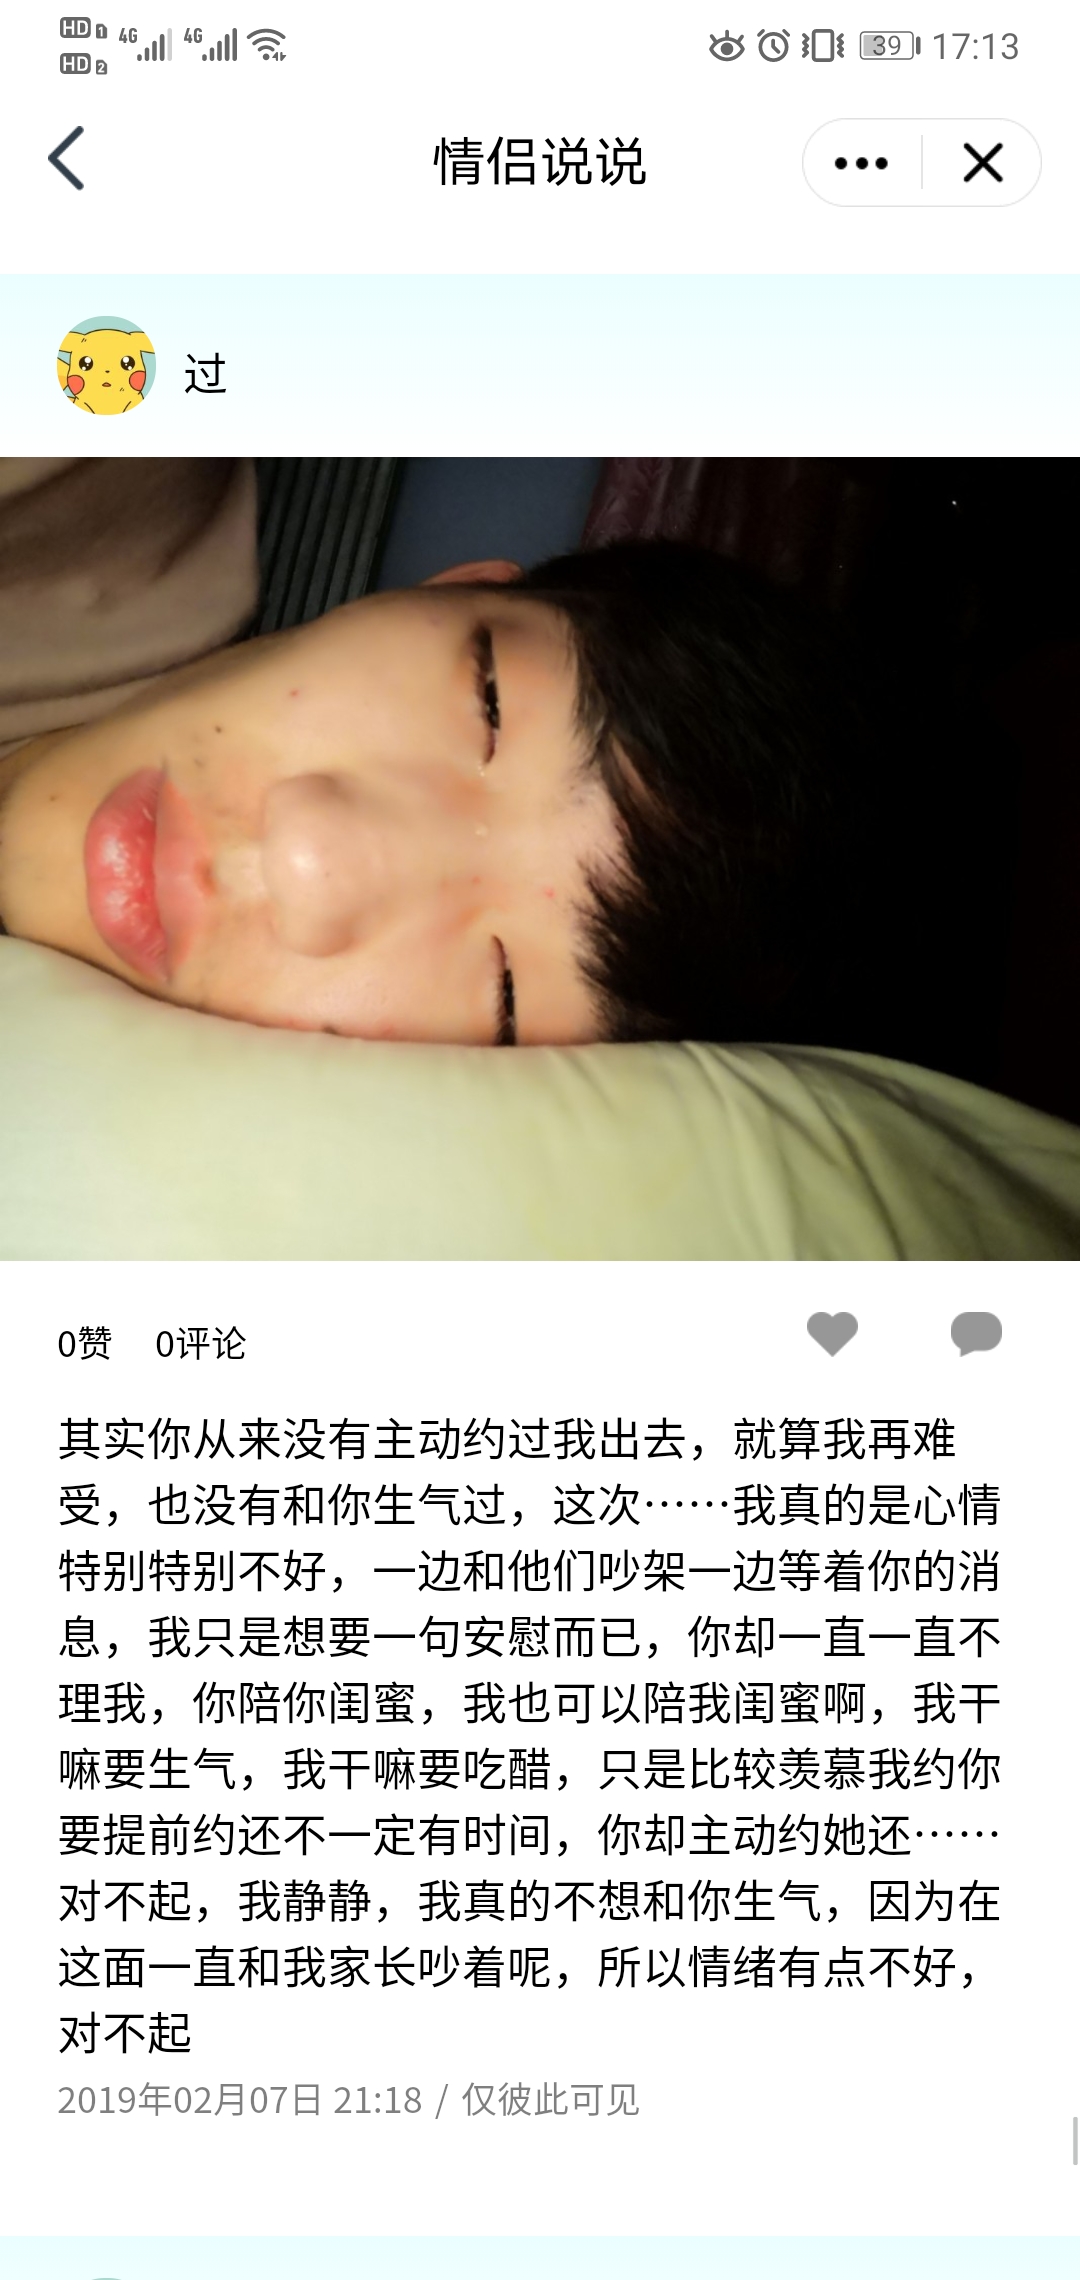 HD 1 4G 4G 39 17:13
HD 2
情侣说说
过
0赞 0评论
其实你从来没有主动约过我出去，就算我再难
受，也没有和你生气过，这次……我真的是心情
特别特别不好，一边和他们吵架一边等着你的消
息，我只是想要一句安慰而已，你却一直一直不
理我，你陪你闺蜜，我也可以陪我闺蜜啊，我干
嘛要生气，我干嘛要吃醋，只是比较羡慕我约你
要提前约还不一定有时间，你却主动约她还……
对不起，我静静，我真的不想和你生气，因为在
这面一直和我家长吵着呢，所以情绪有点不好，
对不起
2019年02月07日 21:18 / 仅彼此可见